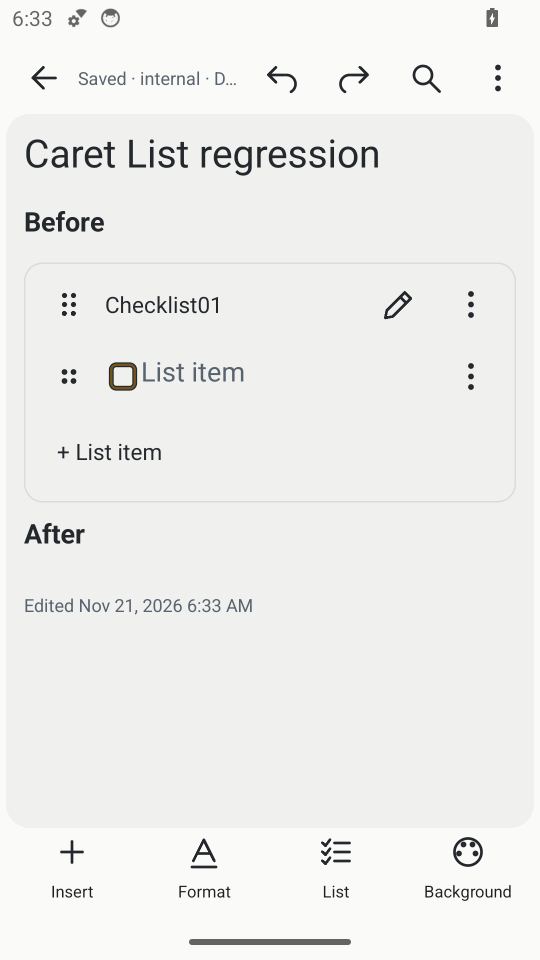 6:33
Saved · internal · D...
Caret List regression
Before
Checklist01
List item
+ List item
After
Edited Nov 21, 2026 6:33 AM
Insert
Format
List
Background